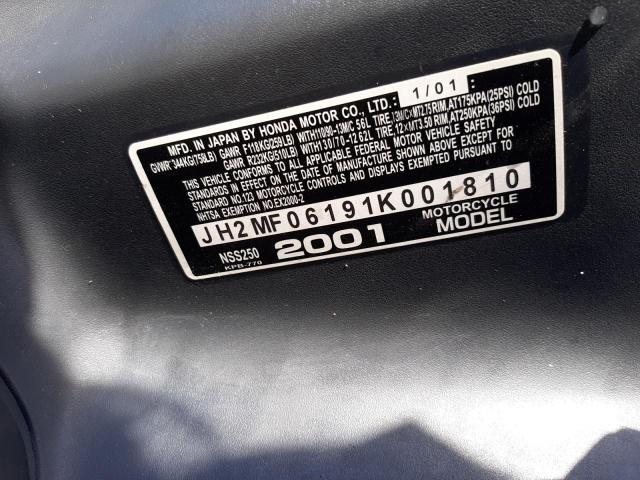 MFD. IN JAPAN BY HONDA MOTOR CO., LTD.: 1/01
GVWR 344KG(759LB) GAWR F118KG(259LB) WITH110/90-13M/C 56L TIRE,13M/C×MT2.75 RIM,AT175KPA(25PSI) COLD
GAWR R232KG(510LB) WITH130/70-12 62L TIRE, 12×MT3.50 RIM,AT250KPA(36PSI) COLD
THIS VEHICLE CONFORMS TO ALL APPLICABLE FEDERAL MOTOR VEHICLE SAFETY
STANDARDS IN EFFECT ON THE DATE OF MANUFACTURE SHOWN ABOVE EXCEPT FOR
STANDARD NO.123 MOTORCYCLE CONTROLS AND DISPLAYS EXEMPTED PURSUANT TO
NHTSA EXEMPTION NO.EX2000-2
JH2MF06191K001810
NSS250 2001 MOTORCYCLE
KPB-770 MODEL